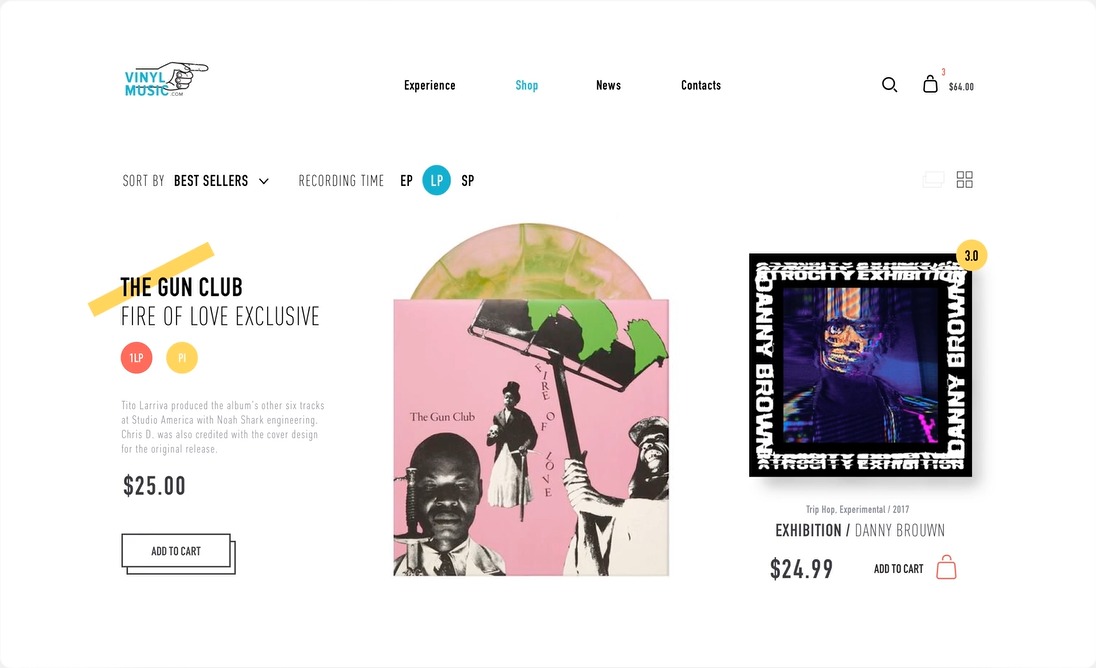 VINYL
MUSIC.COM
Experience
Shop
News
Contacts
3
$64.00
SORT BY BEST SELLERS
RECORDING TIME EP LP SP
THE GUN CLUB
FIRE OF LOVE EXCLUSIVE
1LP
PI
Tito Larriva produced the album's other six tracks
at Studio America with Noah Shark engineering.
Chris D. was also credited with the cover design
for the original release.
$25.00
ADD TO CART
The Gun Club
FIRE OF LOVE
3.0
ATROCITY EXHIBITION
DANNY BROWN
DANNY BROWN
ATROCITY EXHIBITION
Trip Hop, Experimental / 2017
EXHIBITION / DANNY BROUWN
$24.99
ADD TO CART